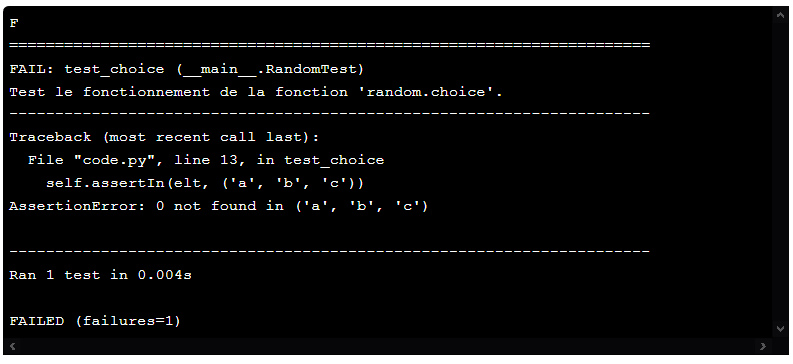 F
======================================================================
FAIL: test_choice (__main__.RandomTest)
Test le fonctionnement de la fonction 'random.choice'.
----------------------------------------------------------------------
Traceback (most recent call last):
  File "code.py", line 13, in test_choice
    self.assertIn(elt, ('a', 'b', 'c'))
AssertionError: 0 not found in ('a', 'b', 'c')
----------------------------------------------------------------------
Ran 1 test in 0.004s
FAILED (failures=1)